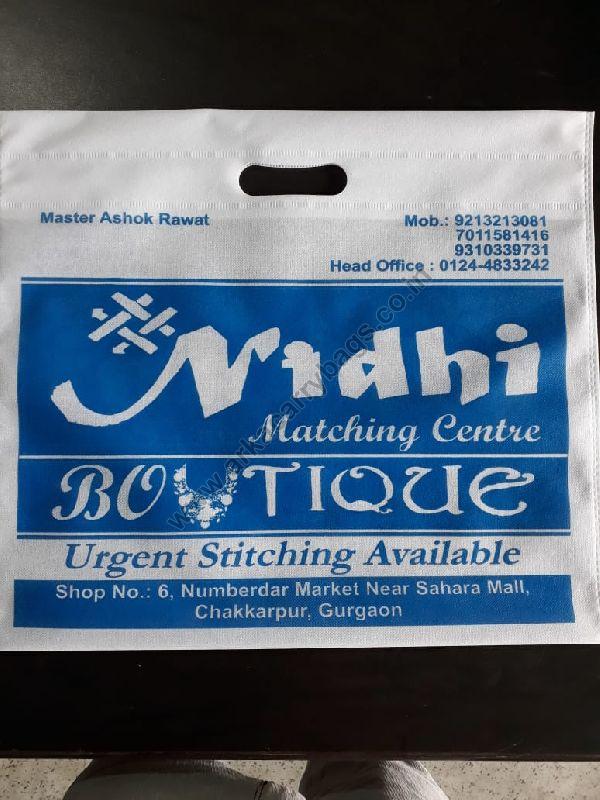 Master Ashok Rawat
Mob.: 9213213081
7011581416
9310339731
Head Office : 0124-4833242
Nidhi
Matching Centre
BOUTIQUE
Urgent Stitching Available
Shop No.: 6, Numberdar Market Near Sahara Mall,
Chakkarpur, Gurgaon